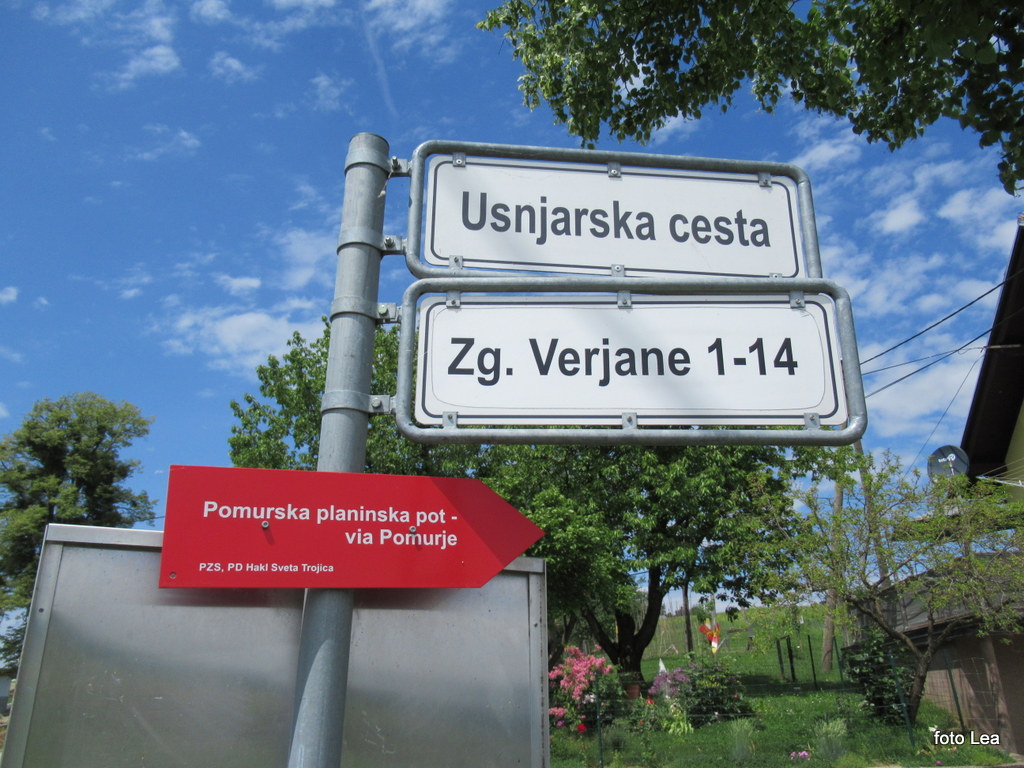 Usnjarska cesta
Zg. Verjane 1-14
Pomurska planinska pot -
via Pomurje
PZS, PD Hakl Sveta Trojica
foto Lea